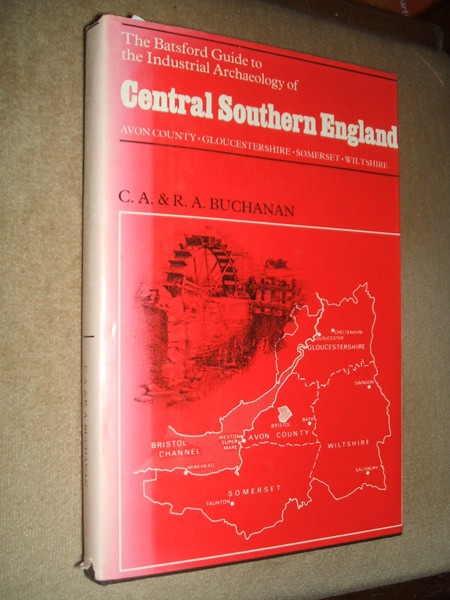 The Batsford Guide to
the Industrial Archaeology of
Central Southern England
AVON COUNTY • GLOUCESTERSHIRE • SOMERSET • WILTSHIRE
C. A. & R. A. BUCHANAN
CHELTENHAM
GLOUCESTER
GLOUCESTERSHIRE
SWINDON
BRISTOL
BATH
WESTON
SUPER
MARE
AVON COUNTY
BRISTOL
CHANNEL
WILTSHIRE
MINEHEAD
SALISBURY
SOMERSET
TAUNTON
C.A. & R.A. BUCHANAN